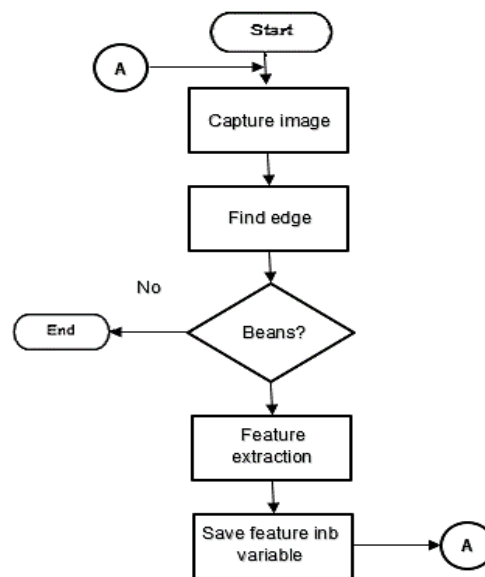 Start
A
Capture image
Find edge
No
Beans?
End
Feature
extraction
Save feature inb
variable
A